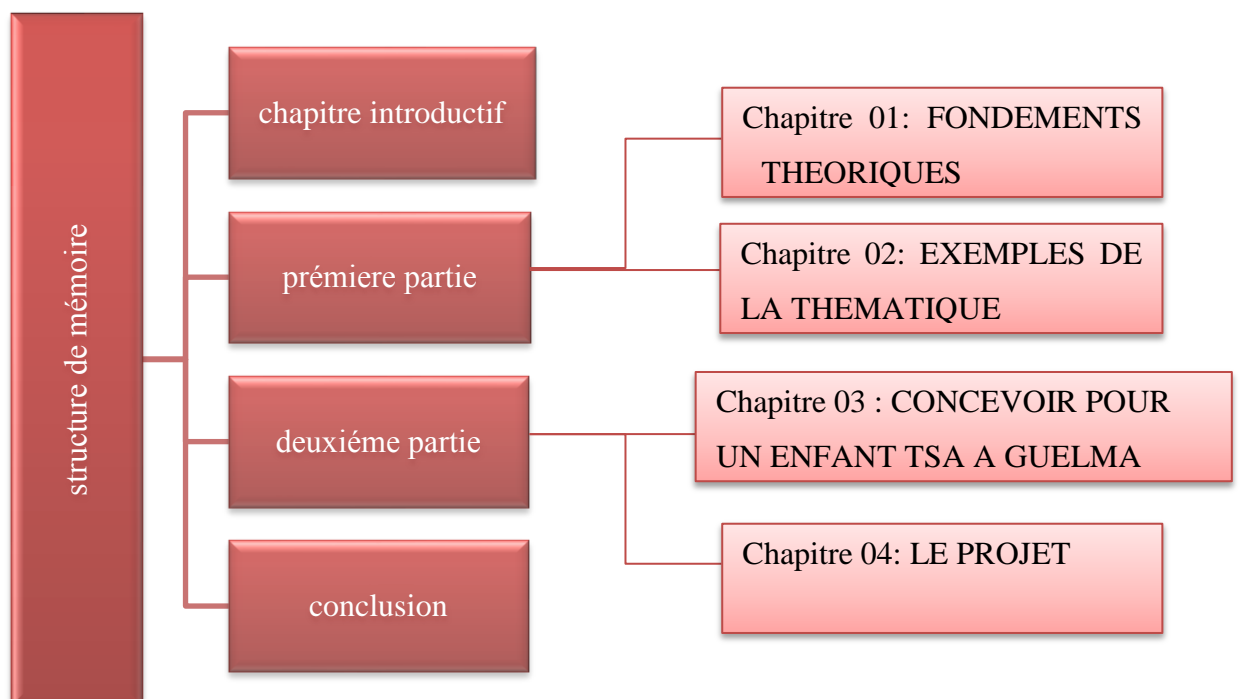 structure de mémoire
chapitre introductif
prémiere partie
Chapitre 01: FONDEMENTS
THEORIQUES
Chapitre 02: EXEMPLES DE
LA THEMATIQUE
deuxiéme partie
Chapitre 03 : CONCEVOIR POUR
UN ENFANT TSA A GUELMA
Chapitre 04: LE PROJET
conclusion